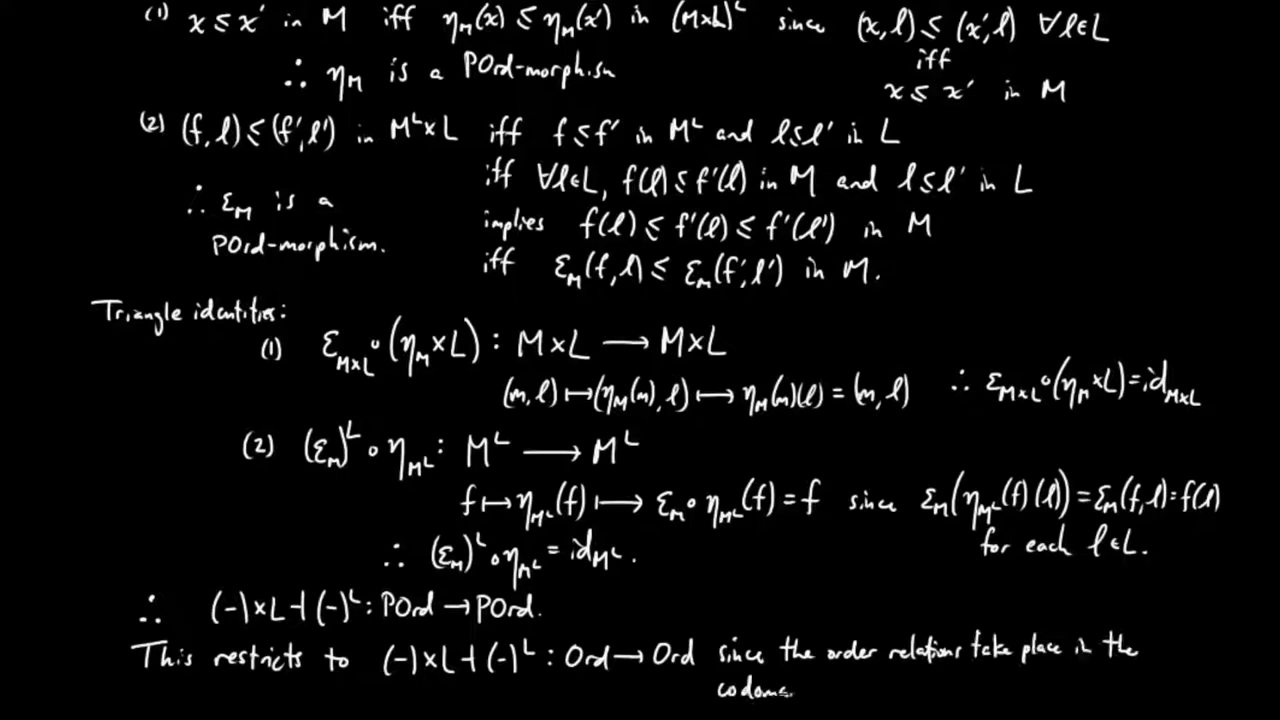 (1) x ≤ x' in M iff η_M(x) ≤ η_M(x') in (M×L)^L since (x, l) ≤ (x', l) ∀l∈L
iff
∴ η_M is a POrd-morphism
x ≤ x' in M
(2) (f, l) ≤ (f', l') in M^L × L iff f ≤ f' in M^L and l ≤ l' in L
iff ∀l∈L, f(l) ≤ f'(l) in M and l ≤ l' in L
∴ ε_M is a
POrd-morphism.
implies f(l) ≤ f'(l) ≤ f'(l') in M
iff ε_M(f, l) ≤ ε_M(f', l') in M.
Triangle identities:
(1) ε_{M×L} ∘ (η_M × L) : M×L ⟶ M×L
(m, l) ⟼ (η_M(m), l) ⟼ η_M(m)(l) = (m, l) ∴ ε_{M×L} ∘ (η_M × L) = id_{M×L}
(2) (ε_M)^L ∘ η_{M^L} : M^L ⟶ M^L
f ⟼ η_{M^L}(f) ⟼ ε_M ∘ η_{M^L}(f) = f since ε_M(η_{M^L}(f)(l)) = ε_M(f, l) = f(l)
for each l∈L.
∴ (ε_M)^L ∘ η_{M^L} = id_{M^L}.
∴ (-)×L ⊣ (-)^L : POrd → POrd.
This restricts to (-)×L ⊣ (-)^L : Ord → Ord since the order relations take place in the